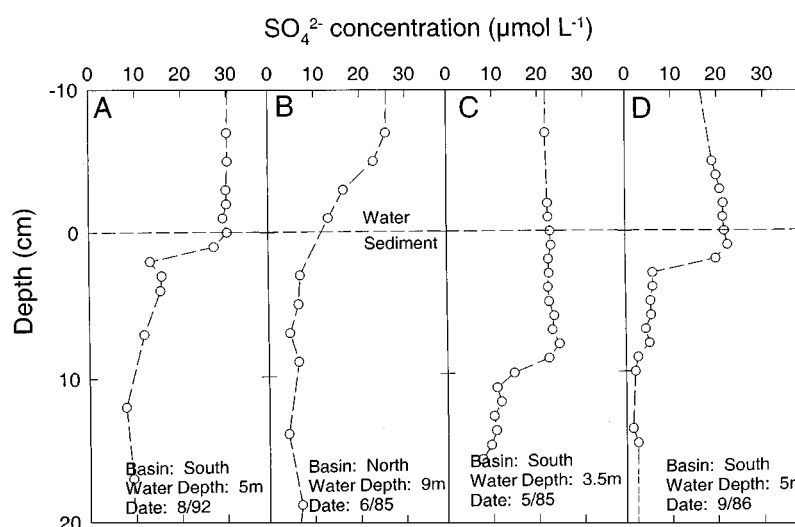 SO₄²⁻ concentration (µmol L⁻¹)
0 10 20 30 0 10 20 30 0 10 20 30 0 10 20 30
-10
A B C D
Water
0
Sediment
Depth (cm)
10
Basin: South
Water Depth: 5m
Date: 8/92
Basin: North
Water Depth: 9m
Date: 6/85
Basin: South
Water Depth: 3.5m
Date: 5/85
Basin: South
Water Depth: 5m
Date: 9/86
20